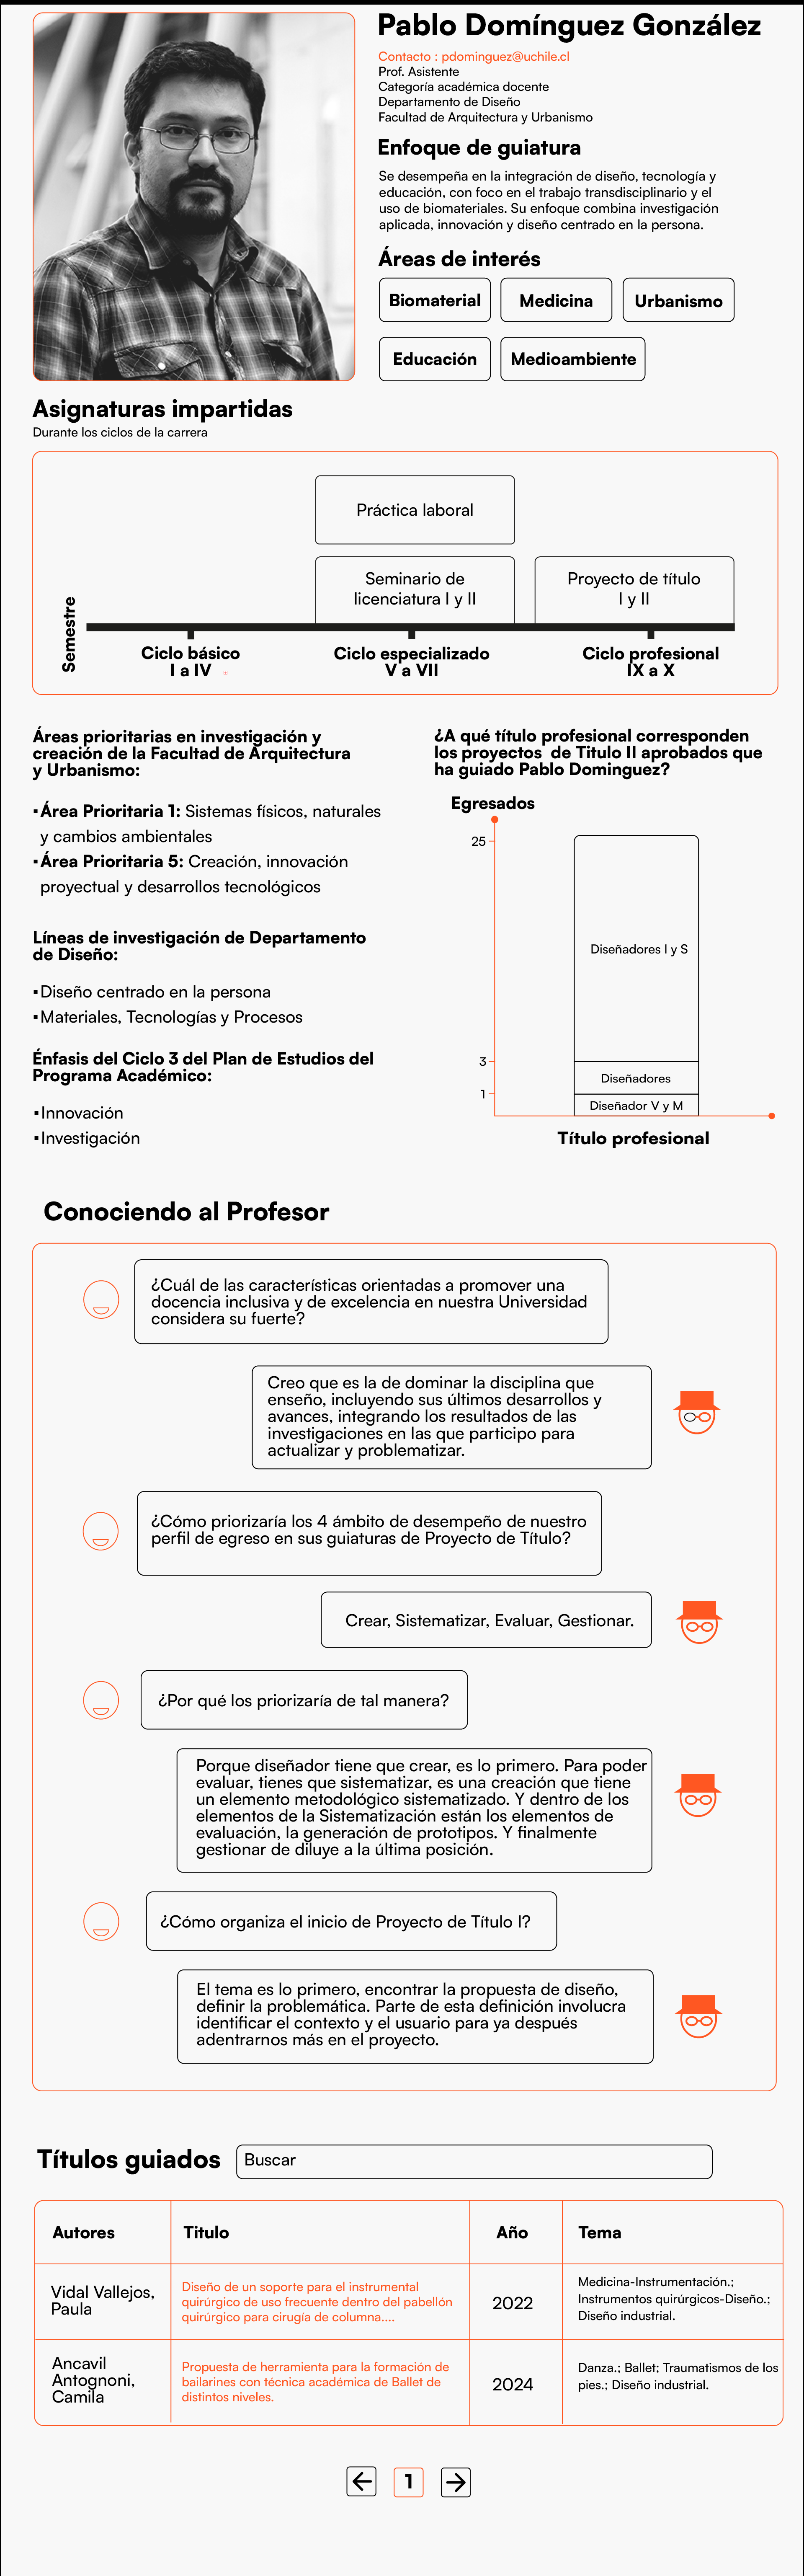 Pablo Domínguez González
Contacto : pdominguez@uchile.cl
Prof. Asistente
Categoría académica docente
Departamento de Diseño
Facultad de Arquitectura y Urbanismo
Enfoque de guiatura
Se desempeña en la integración de diseño, tecnología y
educación, con foco en el trabajo transdisciplinario y el
uso de biomateriales. Su enfoque combina investigación
aplicada, innovación y diseño centrado en la persona.
Áreas de interés
Biomaterial
Medicina
Urbanismo
Educación
Medioambiente
Asignaturas impartidas
Durante los ciclos de la carrera
Práctica laboral
Seminario de
licenciatura I y II
Proyecto de título
I y II
Semestre
Ciclo básico
I a IV
Ciclo especializado
V a VII
Ciclo profesional
IX a X
Áreas prioritarias en investigación y
creación de la Facultad de Arquitectura
y Urbanismo:
▪Área Prioritaria 1: Sistemas físicos, naturales
y cambios ambientales
▪Área Prioritaria 5: Creación, innovación
proyectual y desarrollos tecnológicos
Líneas de investigación de Departamento
de Diseño:
▪Diseño centrado en la persona
▪Materiales, Tecnologías y Procesos
Énfasis del Ciclo 3 del Plan de Estudios del
Programa Académico:
▪Innovación
▪Investigación
¿A qué título profesional corresponden
los proyectos  de Titulo II aprobados que
ha guiado Pablo Dominguez?
Egresados
25
Diseñadores I y S
3
Diseñadores
1
Diseñador V y M
Título profesional
Conociendo al Profesor
¿Cuál de las características orientadas a promover una
docencia inclusiva y de excelencia en nuestra Universidad
considera su fuerte?
Creo que es la de dominar la disciplina que
enseño, incluyendo sus últimos desarrollos y
avances, integrando los resultados de las
investigaciones en las que participo para
actualizar y problematizar.
¿Cómo priorizaría los 4 ámbito de desempeño de nuestro
perfil de egreso en sus guiaturas de Proyecto de Título?
Crear, Sistematizar, Evaluar, Gestionar.
¿Por qué los priorizaría de tal manera?
Porque diseñador tiene que crear, es lo primero. Para poder
evaluar, tienes que sistematizar, es una creación que tiene
un elemento metodológico sistematizado. Y dentro de los
elementos de la Sistematización están los elementos de
evaluación, la generación de prototipos. Y finalmente
gestionar de diluye a la última posición.
¿Cómo organiza el inicio de Proyecto de Título I?
El tema es lo primero, encontrar la propuesta de diseño,
definir la problemática. Parte de esta definición involucra
identificar el contexto y el usuario para ya después
adentrarnos más en el proyecto.
Títulos guiados
Buscar
Autores
Titulo
Año
Tema
Vidal Vallejos,
Paula
Diseño de un soporte para el instrumental
quirúrgico de uso frecuente dentro del pabellón
quirúrgico para cirugía de columna....
2022
Medicina-Instrumentación.;
Instrumentos quirúrgicos-Diseño.;
Diseño industrial.
Ancavil
Antognoni,
Camila
Propuesta de herramienta para la formación de
bailarines con técnica académica de Ballet de
distintos niveles.
2024
Danza.; Ballet; Traumatismos de los
pies.; Diseño industrial.
1